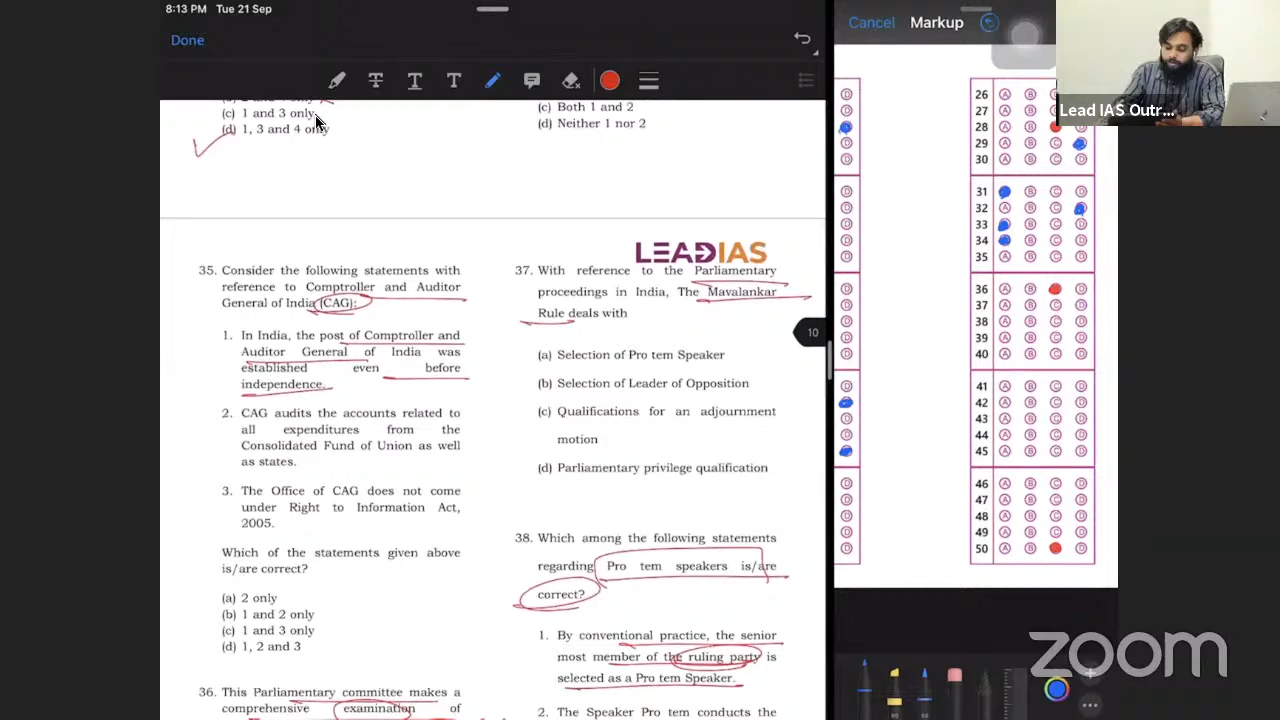 8:13 PM Tue 21 Sep
Done
T
T
(c) 1 and 3 only
(d) 1, 3 and 4 only
(c) Both 1 and 2
(d) Neither 1 nor 2
LEADIAS
35. Consider the following statements with
reference to Comptroller and Auditor
General of India (CAG):
1. In India, the post of Comptroller and
Auditor General of India was
established even before
independence.
2. CAG audits the accounts related to
all expenditures from the
Consolidated Fund of Union as well
as states.
3. The Office of CAG does not come
under Right to Information Act,
2005.
Which of the statements given above
is/are correct?
(a) 2 only
(b) 1 and 2 only
(c) 1 and 3 only
(d) 1, 2 and 3
36. This Parliamentary committee makes a
comprehensive examination of
37. With reference to the Parliamentary
proceedings in India, The Mavalankar
Rule deals with
(a) Selection of Pro tem Speaker
(b) Selection of Leader of Opposition
(c) Qualifications for an adjournment
motion
(d) Parliamentary privilege qualification
38. Which among the following statements
regarding Pro tem speakers is/are
correct?
1. By conventional practice, the senior
most member of the ruling party is
selected as a Pro tem Speaker.
2. The Speaker Pro tem conducts the
10
Cancel Markup
Lead IAS Outr...
26 A B
27 A B C D
28 A B D
29 A B C
30 A B C D
31 B C D
32 A B C
33 B C D
34 B C D
35 A B C D
36 A B D
37 A B C D
38 A B C D
39 A B C D
40 A B C D
41 A B C D
42 A B C D
43 A B C D
44 A B C D
45 A B C D
46 A B C D
47 A B C D
48 A B C D
49 A B C D
50 A B D
zoom